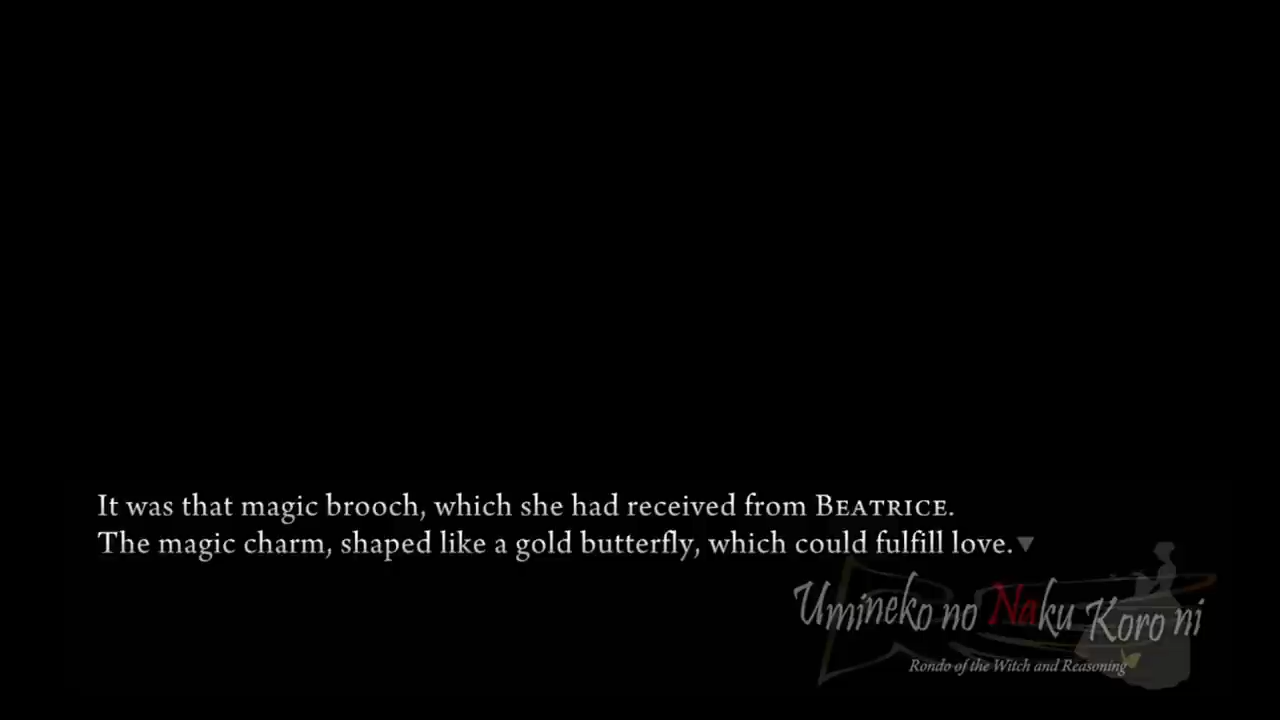 It was that magic brooch, which she had received from BEATRICE.
The magic charm, shaped like a gold butterfly, which could fulfill love.
Umineko no Naku Koro ni
Rondo of the Witch and Reasoning